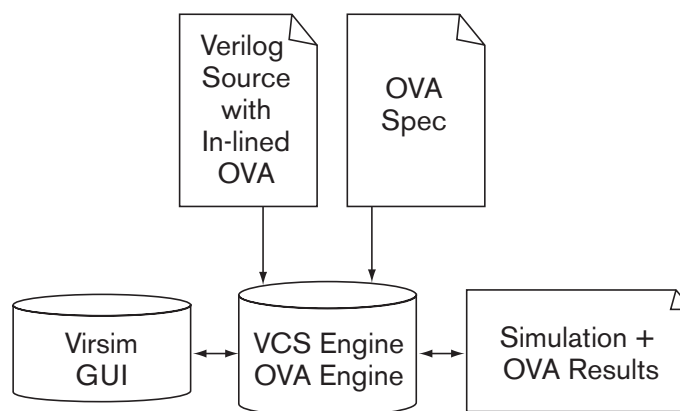 Verilog
Source
with
In-lined
OVA
OVA
Spec
Virsim
GUI
VCS Engine
OVA Engine
Simulation +
OVA Results